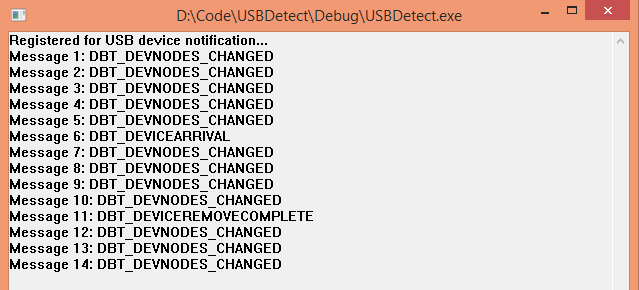 D:\Code\USBDetect\Debug\USBDetect.exe
Registered for USB device notification...
Message 1: DBT_DEVNODES_CHANGED
Message 2: DBT_DEVNODES_CHANGED
Message 3: DBT_DEVNODES_CHANGED
Message 4: DBT_DEVNODES_CHANGED
Message 5: DBT_DEVNODES_CHANGED
Message 6: DBT_DEVICEARRIVAL
Message 7: DBT_DEVNODES_CHANGED
Message 8: DBT_DEVNODES_CHANGED
Message 9: DBT_DEVNODES_CHANGED
Message 10: DBT_DEVNODES_CHANGED
Message 11: DBT_DEVICEREMOVECOMPLETE
Message 12: DBT_DEVNODES_CHANGED
Message 13: DBT_DEVNODES_CHANGED
Message 14: DBT_DEVNODES_CHANGED